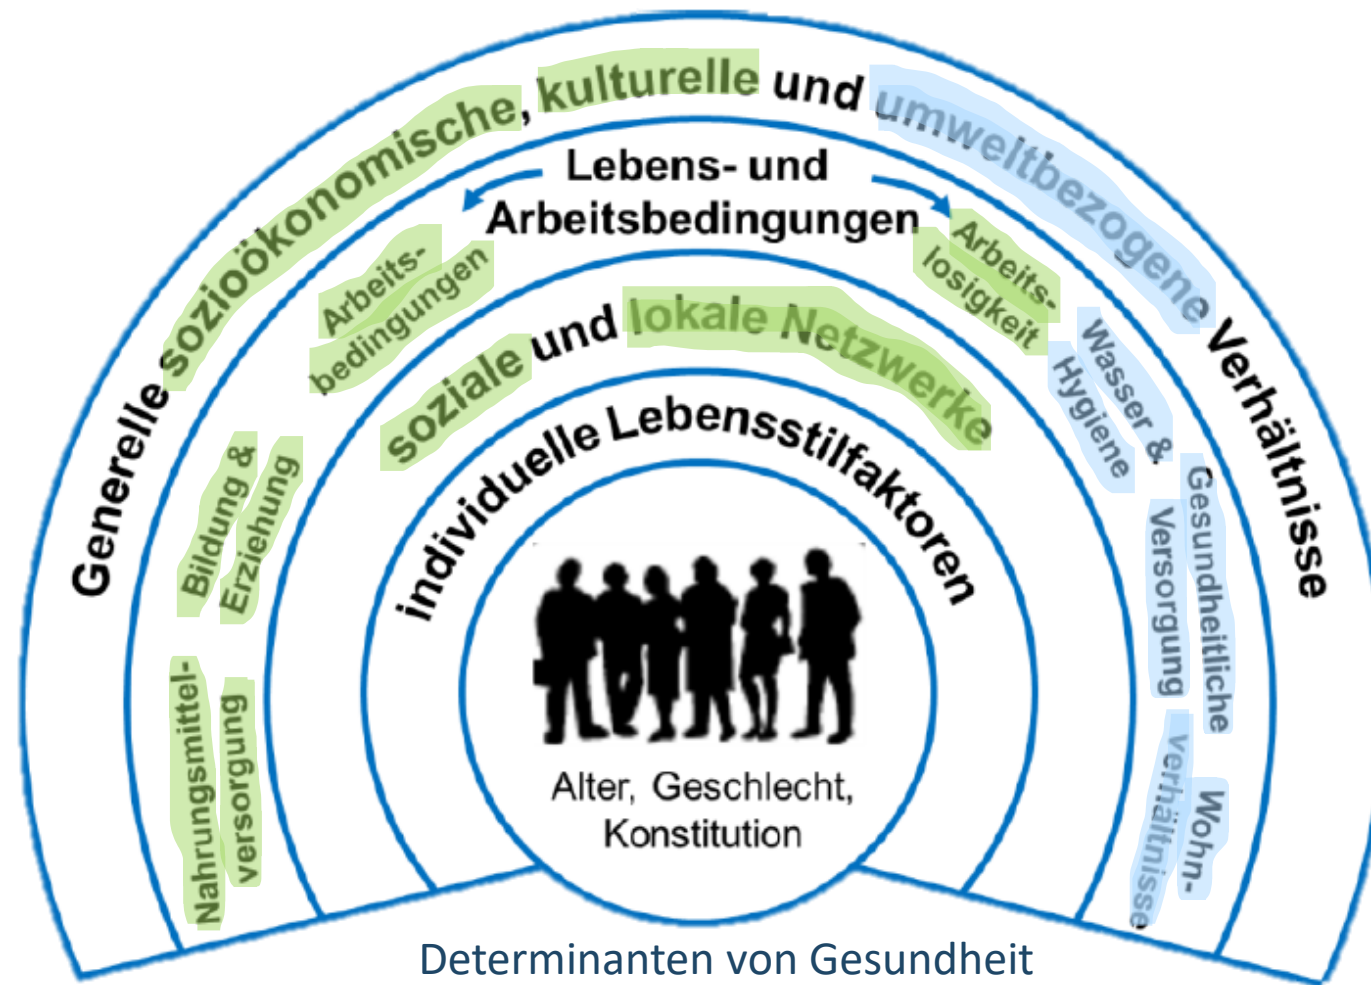 Generelle sozioökonomische, kulturelle und umweltbezogene Verhältnisse
Lebens- und
Arbeitsbedingungen
Nahrungsmittel-
versorgung
Bildung &
Erziehung
Arbeits-
bedingungen
Arbeits-
losigkeit
Wasser &
Hygiene
Gesundheitliche
Versorgung
Wohn-
verhältnisse
soziale und lokale Netzwerke
individuelle Lebensstilfaktoren
Alter, Geschlecht,
Konstitution
Determinanten von Gesundheit